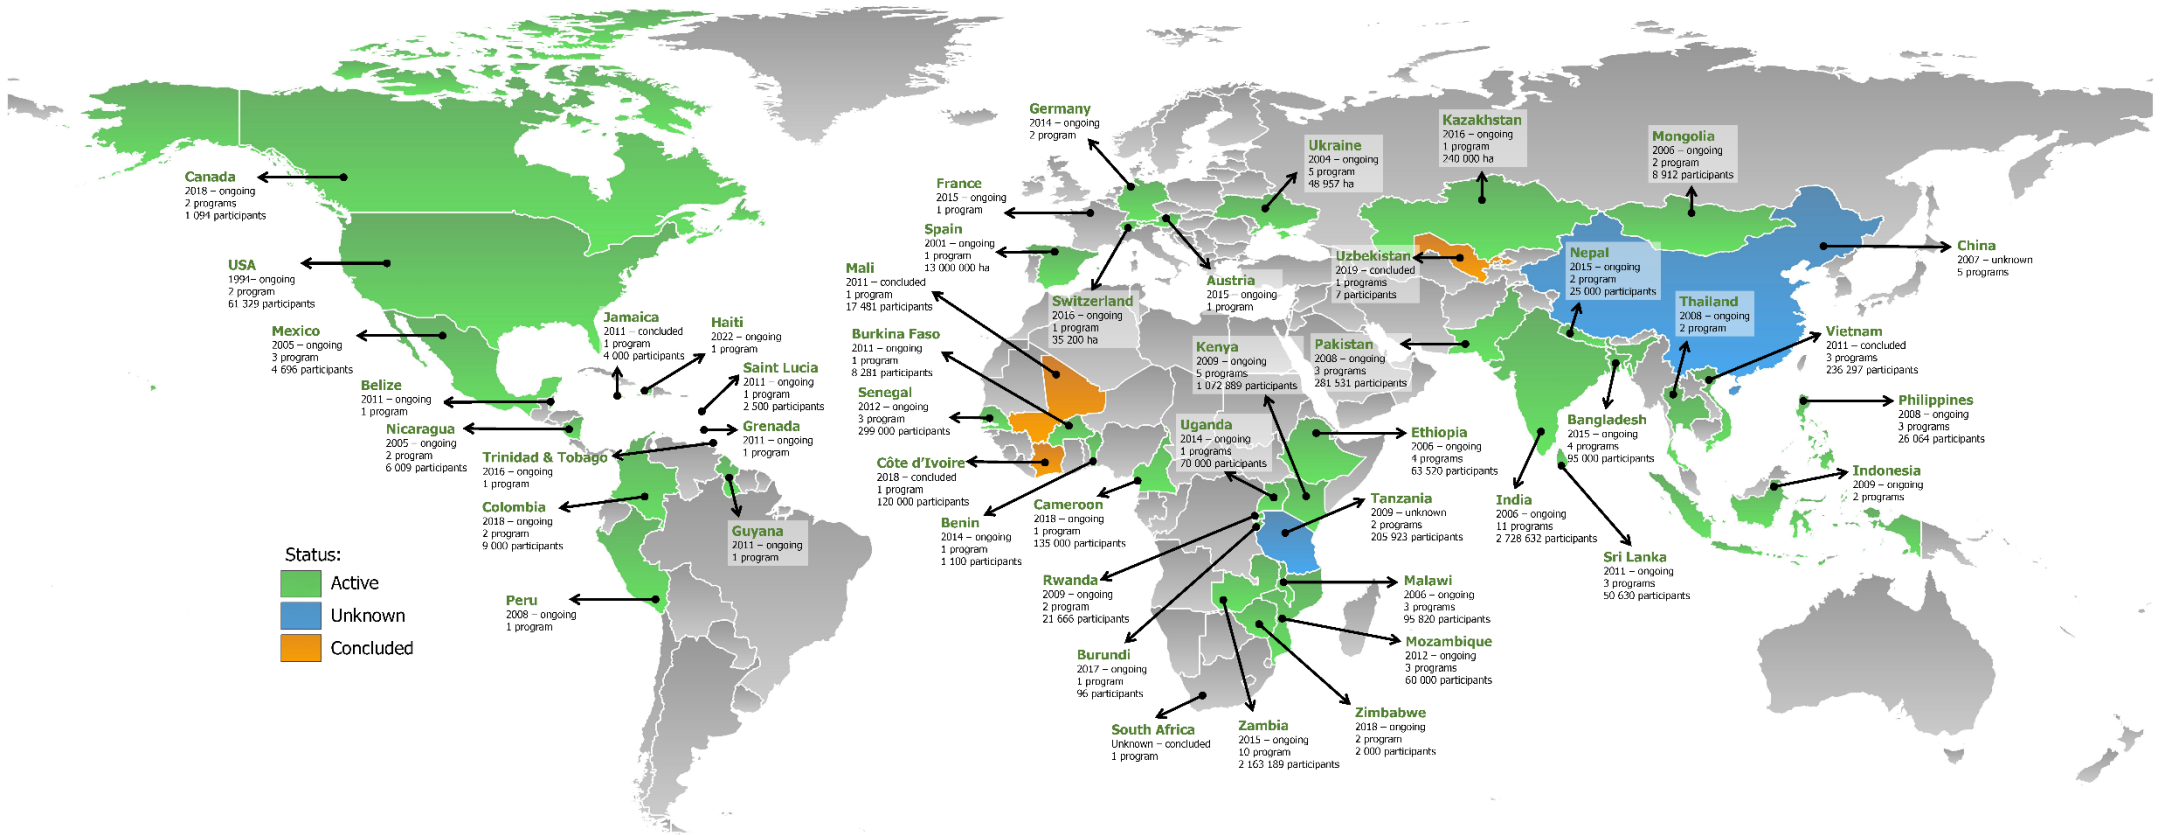 Canada
2018 – ongoing
2 programs
1 094 participants
USA
1994– ongoing
2 program
61 329 participants
Mexico
2005 – ongoing
3 program
4 696 participants
Belize
2011 – ongoing
1 program
Nicaragua
2005 – ongoing
2 program
6 009 participants
Jamaica
2011 – concluded
1 program
4 000 participants
Haiti
2022 – ongoing
1 program
Saint Lucia
2011 – ongoing
1 program
2 500 participants
Grenada
2011 – ongoing
1 program
Trinidad & Tobago
2016 – ongoing
1 program
Colombia
2018 – ongoing
2 program
9 000 participants
Guyana
2011 – ongoing
1 program
Peru
2008 – ongoing
1 program
Status:
Active
Unknown
Concluded
Germany
2014 – ongoing
2 program
France
2015 – ongoing
1 program
Spain
2001 – ongoing
1 program
13 000 000 ha
Switzerland
2016 – ongoing
1 program
35 200 ha
Austria
2015 – ongoing
1 program
Ukraine
2004 – ongoing
5 program
48 957 ha
Kazakhstan
2016 – ongoing
1 program
240 000 ha
Mongolia
2006 – ongoing
2 program
8 912 participants
China
2007 – unknown
5 programs
Uzbekistan
2019 – concluded
1 programs
7 participants
Nepal
2015 – ongoing
2 program
25 000 participants
Thailand
2008 – ongoing
2 program
Vietnam
2011 – concluded
3 programs
236 297 participants
Philippines
2008 – ongoing
3 programs
26 064 participants
Indonesia
2009 – ongoing
2 programs
Bangladesh
2015 – ongoing
4 programs
95 000 participants
India
2006 – ongoing
11 programs
2 728 632 participants
Sri Lanka
2011 – ongoing
3 programs
50 630 participants
Pakistan
2008 – ongoing
3 programs
281 531 participants
Mali
2011 – concluded
1 program
17 481 participants
Burkina Faso
2011 – ongoing
1 program
8 281 participants
Senegal
2012 – ongoing
3 program
299 000 participants
Côte d’Ivoire
2018 – concluded
1 program
120 000 participants
Benin
2014 – ongoing
1 program
1 100 participants
Cameroon
2018 – ongoing
1 program
135 000 participants
Kenya
2009 – ongoing
5 programs
1 072 889 participants
Uganda
2014 – ongoing
1 programs
70 000 participants
Ethiopia
2006 – ongoing
4 programs
63 520 participants
Tanzania
2009 – unknown
2 programs
205 923 participants
Rwanda
2009 – ongoing
2 program
21 666 participants
Burundi
2017 – ongoing
1 program
96 participants
Malawi
2006 – ongoing
3 programs
95 820 participants
Mozambique
2012 – ongoing
3 programs
60 000 participants
South Africa
Unknown – concluded
1 program
Zambia
2015 – ongoing
10 program
2 163 189 participants
Zimbabwe
2018 – ongoing
2 program
2 000 participants